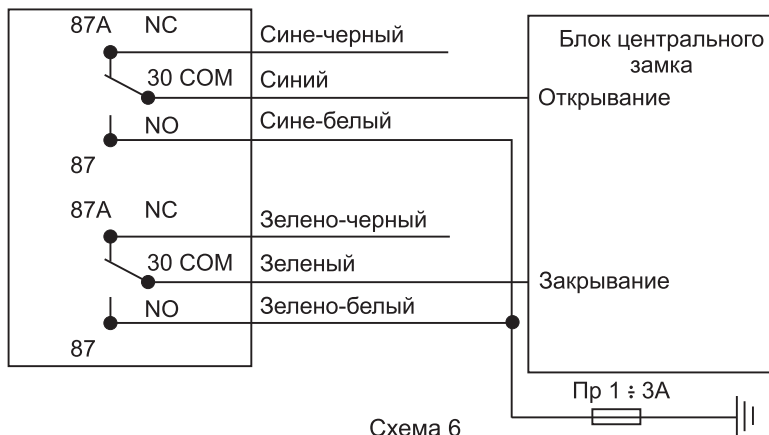 87A NC
Сине-черный
30 COM
Синий
NO
Сине-белый
87
87A NC
Зелено-черный
30 COM
Зеленый
NO
Зелено-белый
87
Блок центрального
замка
Открывание
Закрывание
Пр 1 ÷ 3А
Схема 6